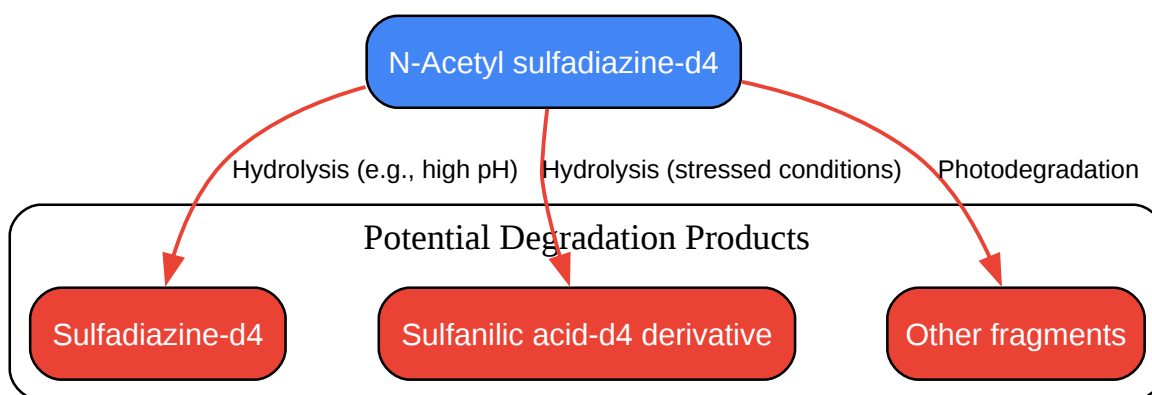 N-Acetyl sulfadiazine-d4
Hydrolysis (e.g., high pH)
Hydrolysis (stressed conditions)
Photodegradation
Potential Degradation Products
Sulfadiazine-d4
Sulfanilic acid-d4 derivative
Other fragments